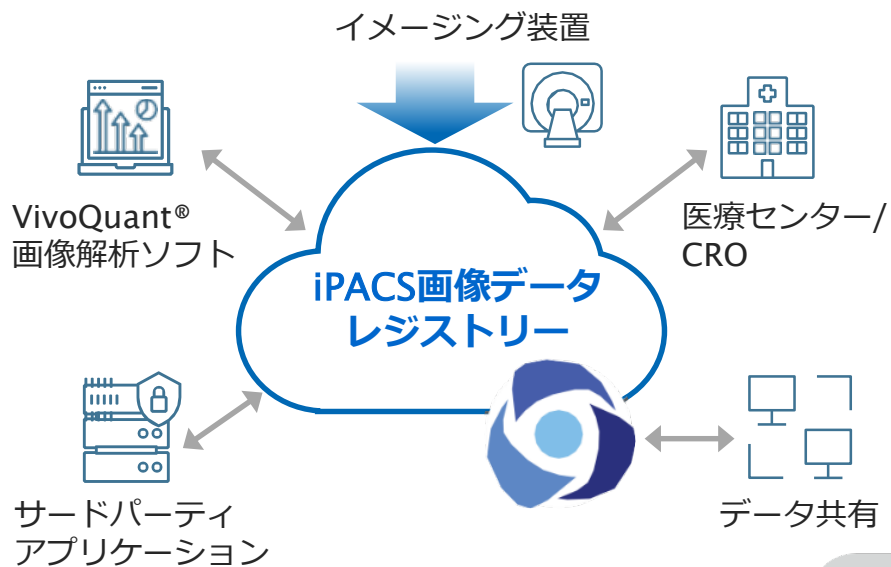 イメージング装置
VivoQuant®
画像解析ソフト
医療センター/
CRO
iPACS画像データ
レジストリー
サードパーティ
アプリケーション
データ共有